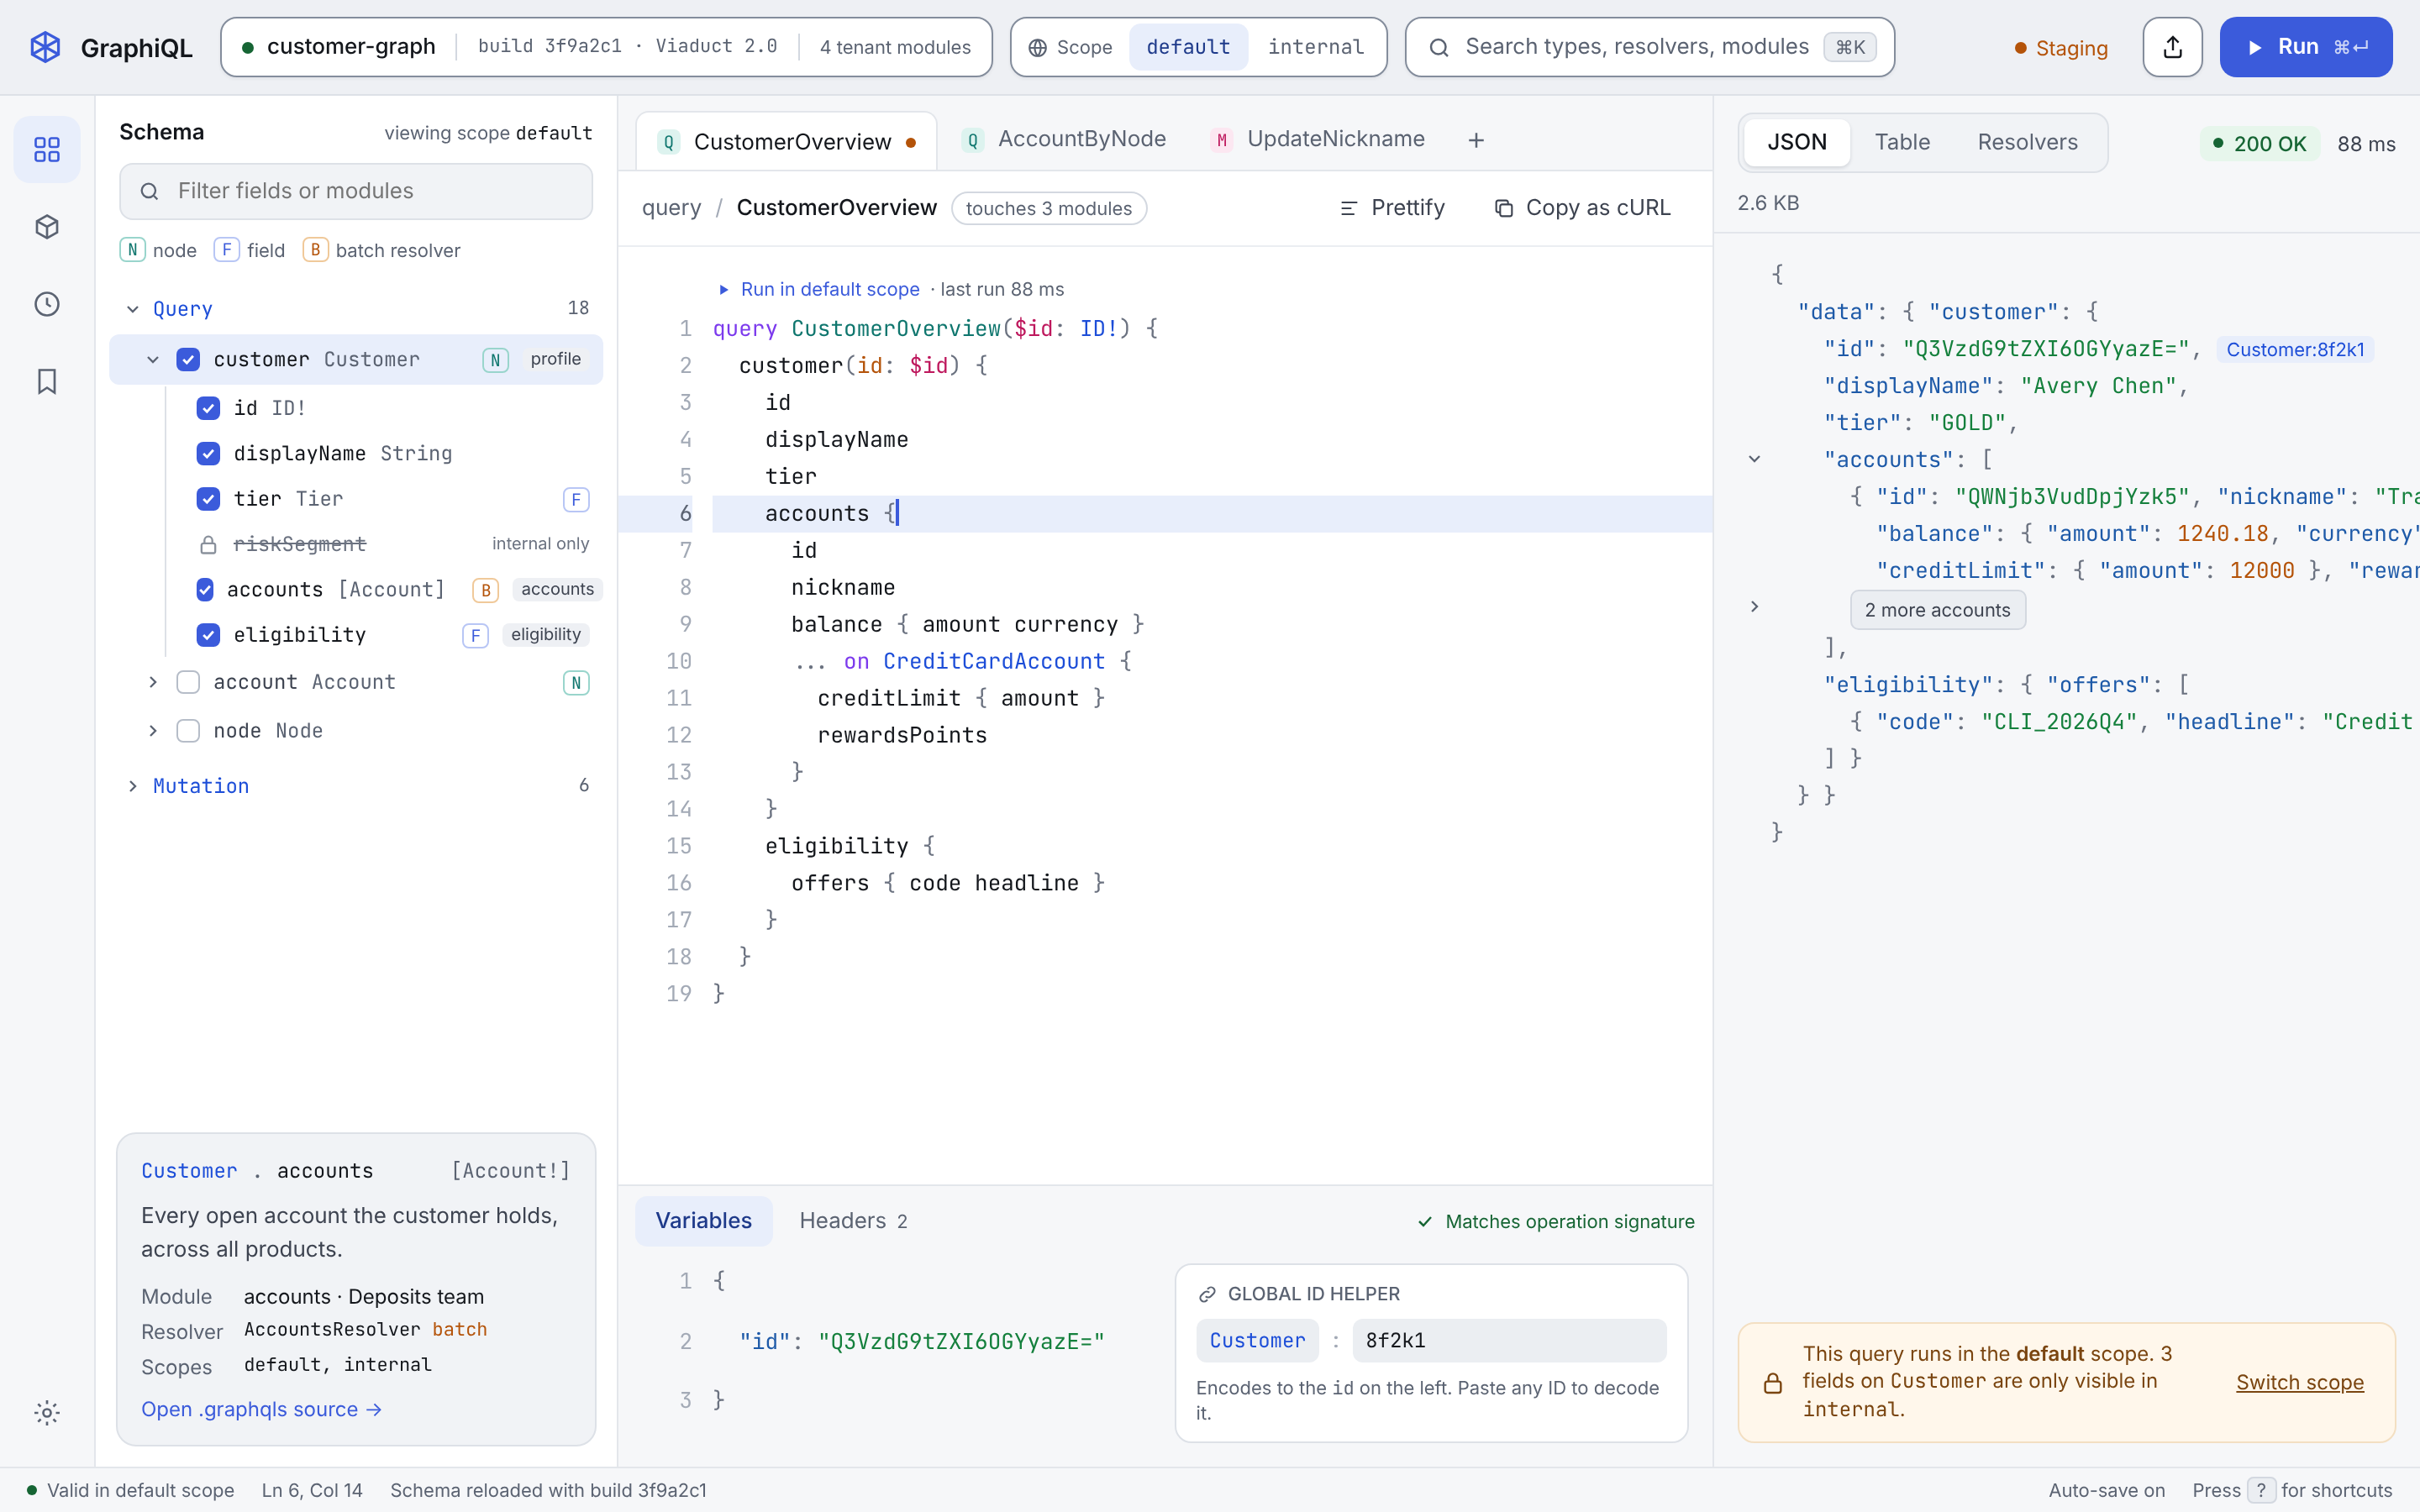 GraphiQL
customer-graph
build 3f9a2c1 · Viaduct 2.0
4 tenant modules
Scope
default
internal
Search types, resolvers, modules
⌘K
Staging
Run ⌘↵
Schema
viewing scope default
Filter fields or modules
N node
F field
B batch resolver
Query 18
customer Customer N profile
id ID!
displayName String
tier Tier F
riskSegment internal only
accounts [Account] B accounts
eligibility F eligibility
account Account N
node Node
Mutation 6
Customer . accounts [Account!]
Every open account the customer holds,
across all products.
Module accounts · Deposits team
Resolver AccountsResolver batch
Scopes default, internal
Open .graphqls source →
Q CustomerOverview
Q AccountByNode
M UpdateNickname
+
query / CustomerOverview
touches 3 modules
Prettify
Copy as cURL
Run in default scope · last run 88 ms
1 query CustomerOverview($id: ID!) {
2 customer(id: $id) {
3 id
4 displayName
5 tier
6 accounts {
7 id
8 nickname
9 balance { amount currency }
10 ... on CreditCardAccount {
11 creditLimit { amount }
12 rewardsPoints
13 }
14 }
15 eligibility {
16 offers { code headline }
17 }
18 }
19 }
Variables
Headers 2
Matches operation signature
1 {
2 "id": "Q3VzdG9tZXI6OGYyazE="
3 }
GLOBAL ID HELPER
Customer : 8f2k1
Encodes to the id on the left. Paste any ID to decode
it.
JSON
Table
Resolvers
200 OK
88 ms
2.6 KB
{
"data": { "customer": {
"id": "Q3VzdG9tZXI6OGYyazE=", Customer:8f2k1
"displayName": "Avery Chen",
"tier": "GOLD",
"accounts": [
{ "id": "QWNjb3VudDpjYzk5", "nickname": "Tra
"balance": { "amount": 1240.18, "currency"
"creditLimit": { "amount": 12000 }, "rewar
2 more accounts
],
"eligibility": { "offers": [
{ "code": "CLI_2026Q4", "headline": "Credit
] }
} }
}
This query runs in the default scope. 3
fields on Customer are only visible in
internal.
Switch scope
Valid in default scope
Ln 6, Col 14
Schema reloaded with build 3f9a2c1
Auto-save on
Press ? for shortcuts